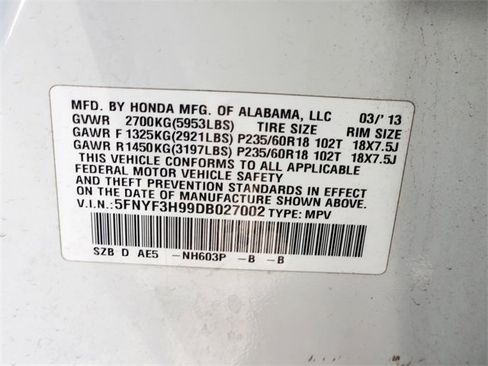 MFD. BY HONDA MFG. OF ALABAMA, LLC 03/'13
GVWR 2700KG(5953LBS) TIRE SIZE RIM SIZE
GAWR F 1325KG(2921LBS) P235/60R18 102T 18X7.5J
GAWR R1450KG(3197LBS) P235/60R18 102T 18X7.5J
THIS VEHICLE CONFORMS TO ALL APPLICABLE
FEDERAL MOTOR VEHICLE SAFETY
STANDARDS IN EFFECT ON THE
DATE OF MANUFACTURE SHOWN ABOVE.
V.I.N.:5FNYF3H99DB027002 TYPE: MPV
SZB D AE5 -NH603P -B -B